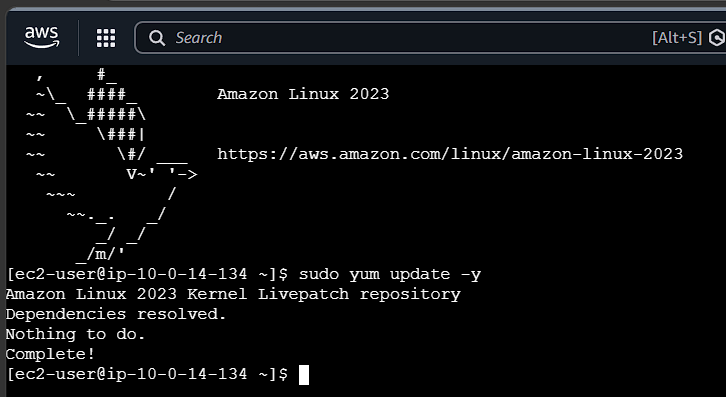 aws
Search [Alt+S]
   ,     #_
   ~\_  ####_        Amazon Linux 2023
  ~~  \_#####\
  ~~     \###|
  ~~       \#/ ___   https://aws.amazon.com/linux/amazon-linux-2023
   ~~       V~' '->
    ~~~         /
      ~~._.   _/
         _/ _/
       _/m/'
[ec2-user@ip-10-0-14-134 ~]$ sudo yum update -y
Amazon Linux 2023 Kernel Livepatch repository
Dependencies resolved.
Nothing to do.
Complete!
[ec2-user@ip-10-0-14-134 ~]$